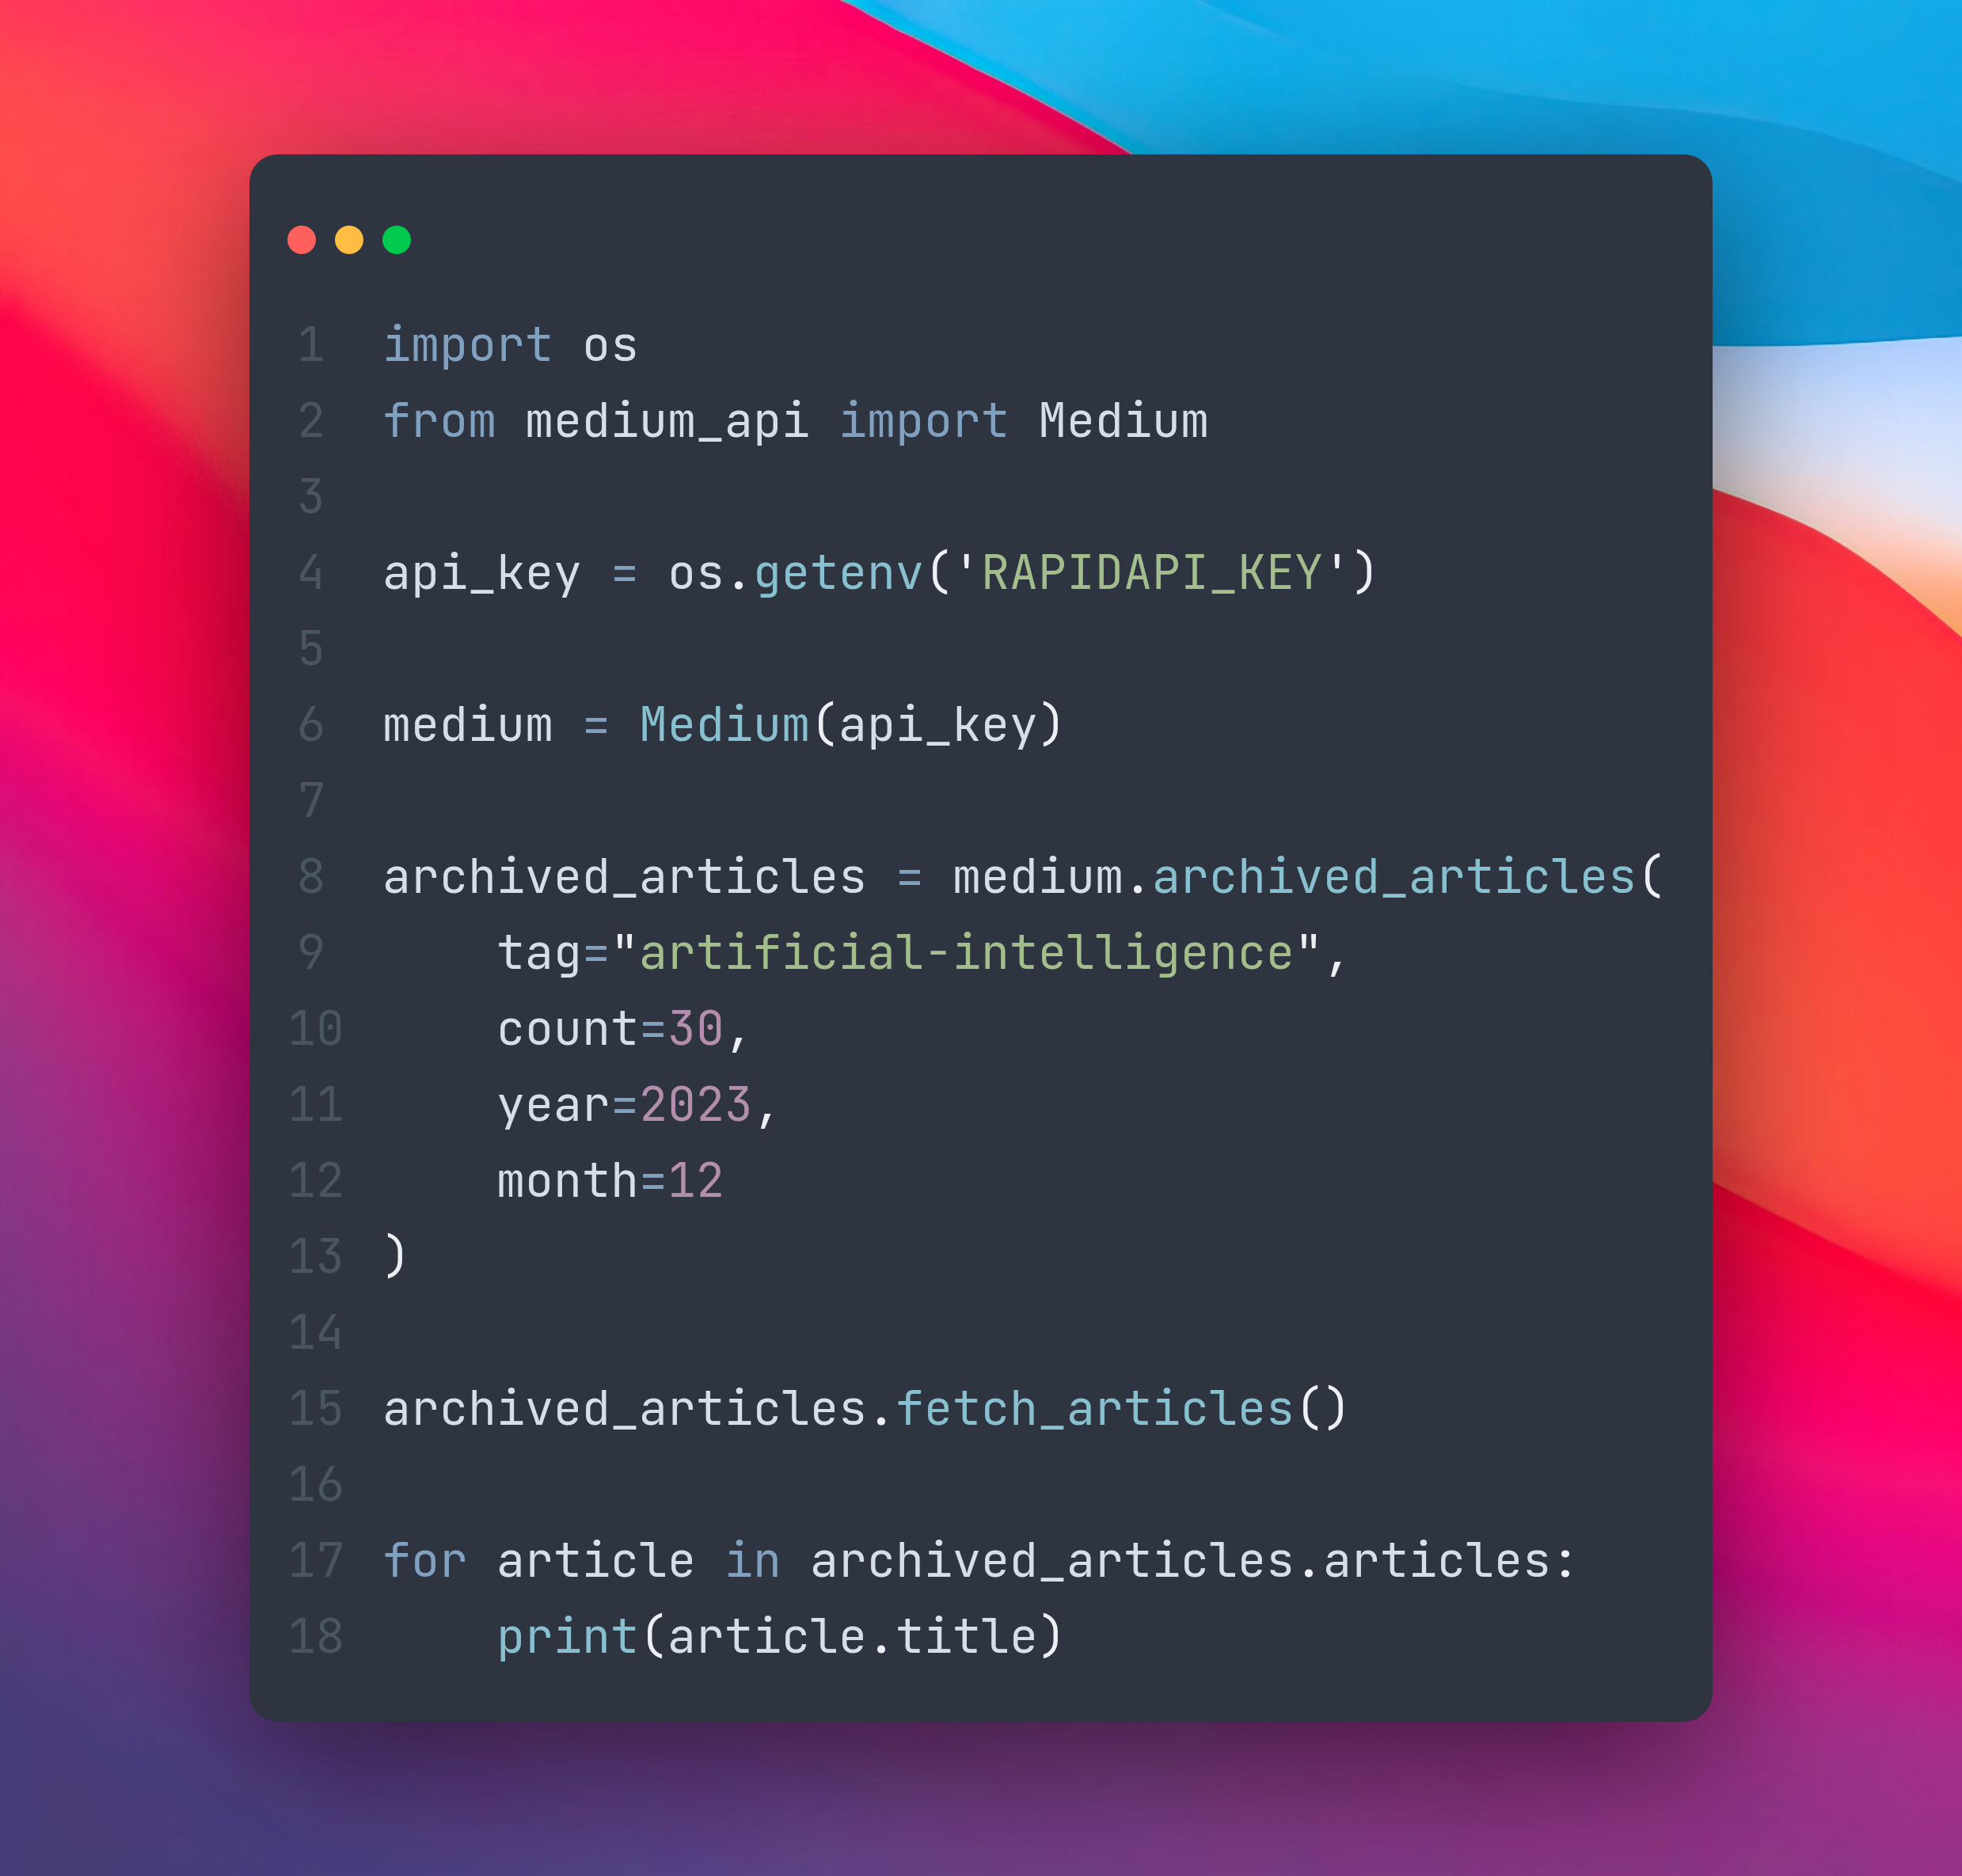 1 import os
2 from medium_api import Medium
3
4 api_key = os.getenv('RAPIDAPI_KEY')
5
6 medium = Medium(api_key)
7
8 archived_articles = medium.archived_articles(
9     tag="artificial-intelligence",
10     count=30,
11     year=2023,
12     month=12
13 )
14
15 archived_articles.fetch_articles()
16
17 for article in archived_articles.articles:
18     print(article.title)